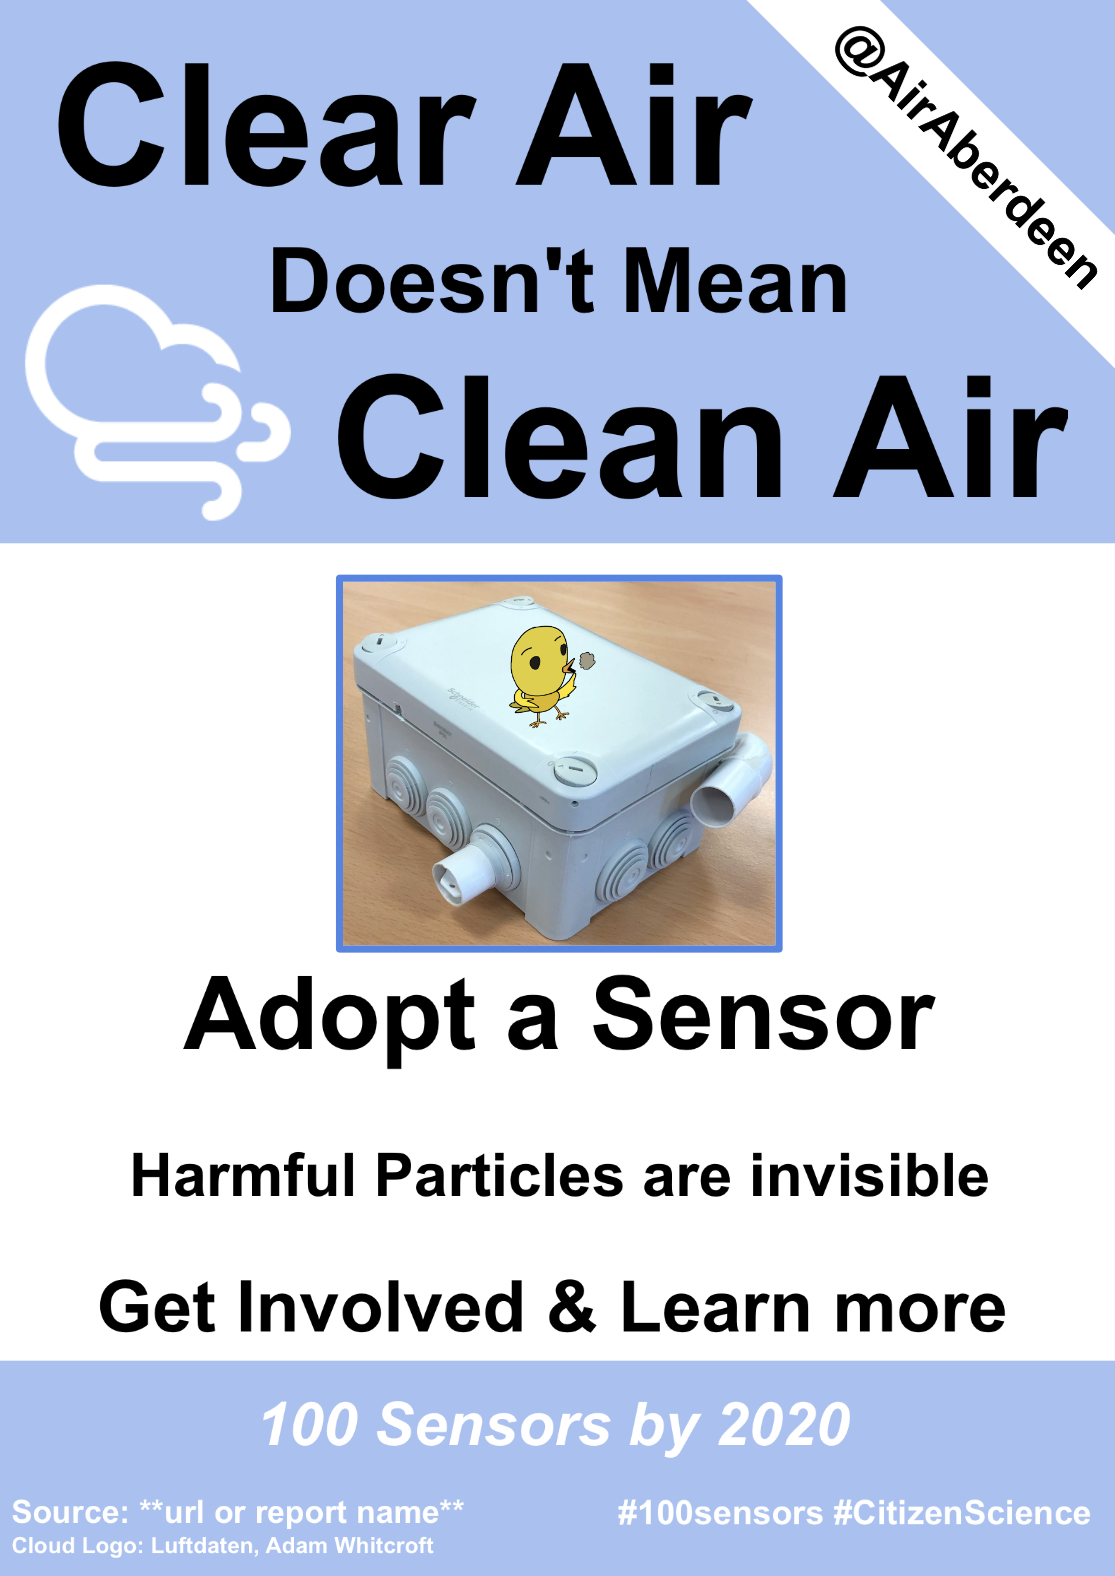 Clear Air
@AirAberdeen
Doesn't Mean
Clean Air
Schneider
Adopt a Sensor
Harmful Particles are invisible
Get Involved & Learn more
100 Sensors by 2020
Source: **url or report name**
#100sensors #CitizenScience
Cloud Logo: Luftdaten, Adam Whitcroft